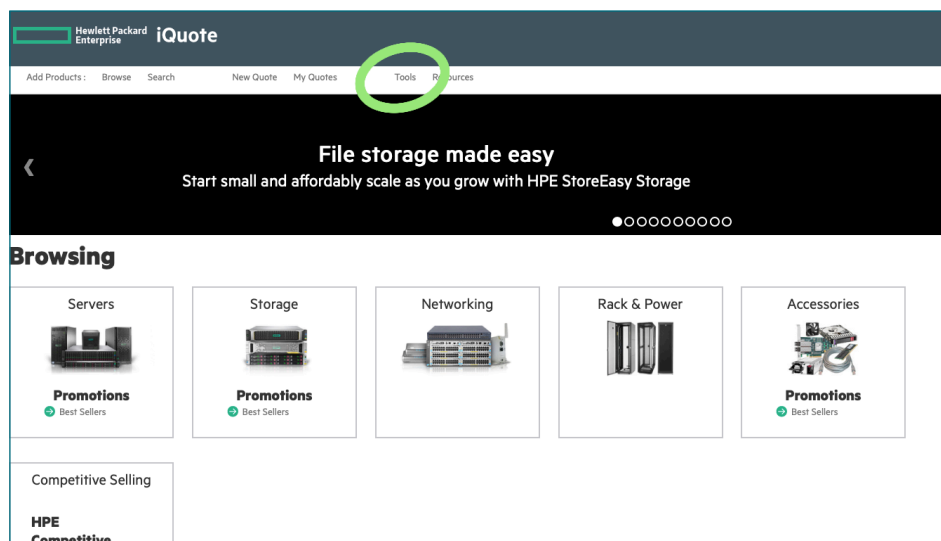 Hewlett Packard
Enterprise
iQuote
Add Products : Browse Search New Quote My Quotes Tools Resources
File storage made easy
Start small and affordably scale as you grow with HPE StoreEasy Storage
Browsing
Servers
Promotions
Best Sellers
Storage
Promotions
Best Sellers
Networking
Rack & Power
Accessories
Promotions
Best Sellers
Competitive Selling
HPE
Competitive